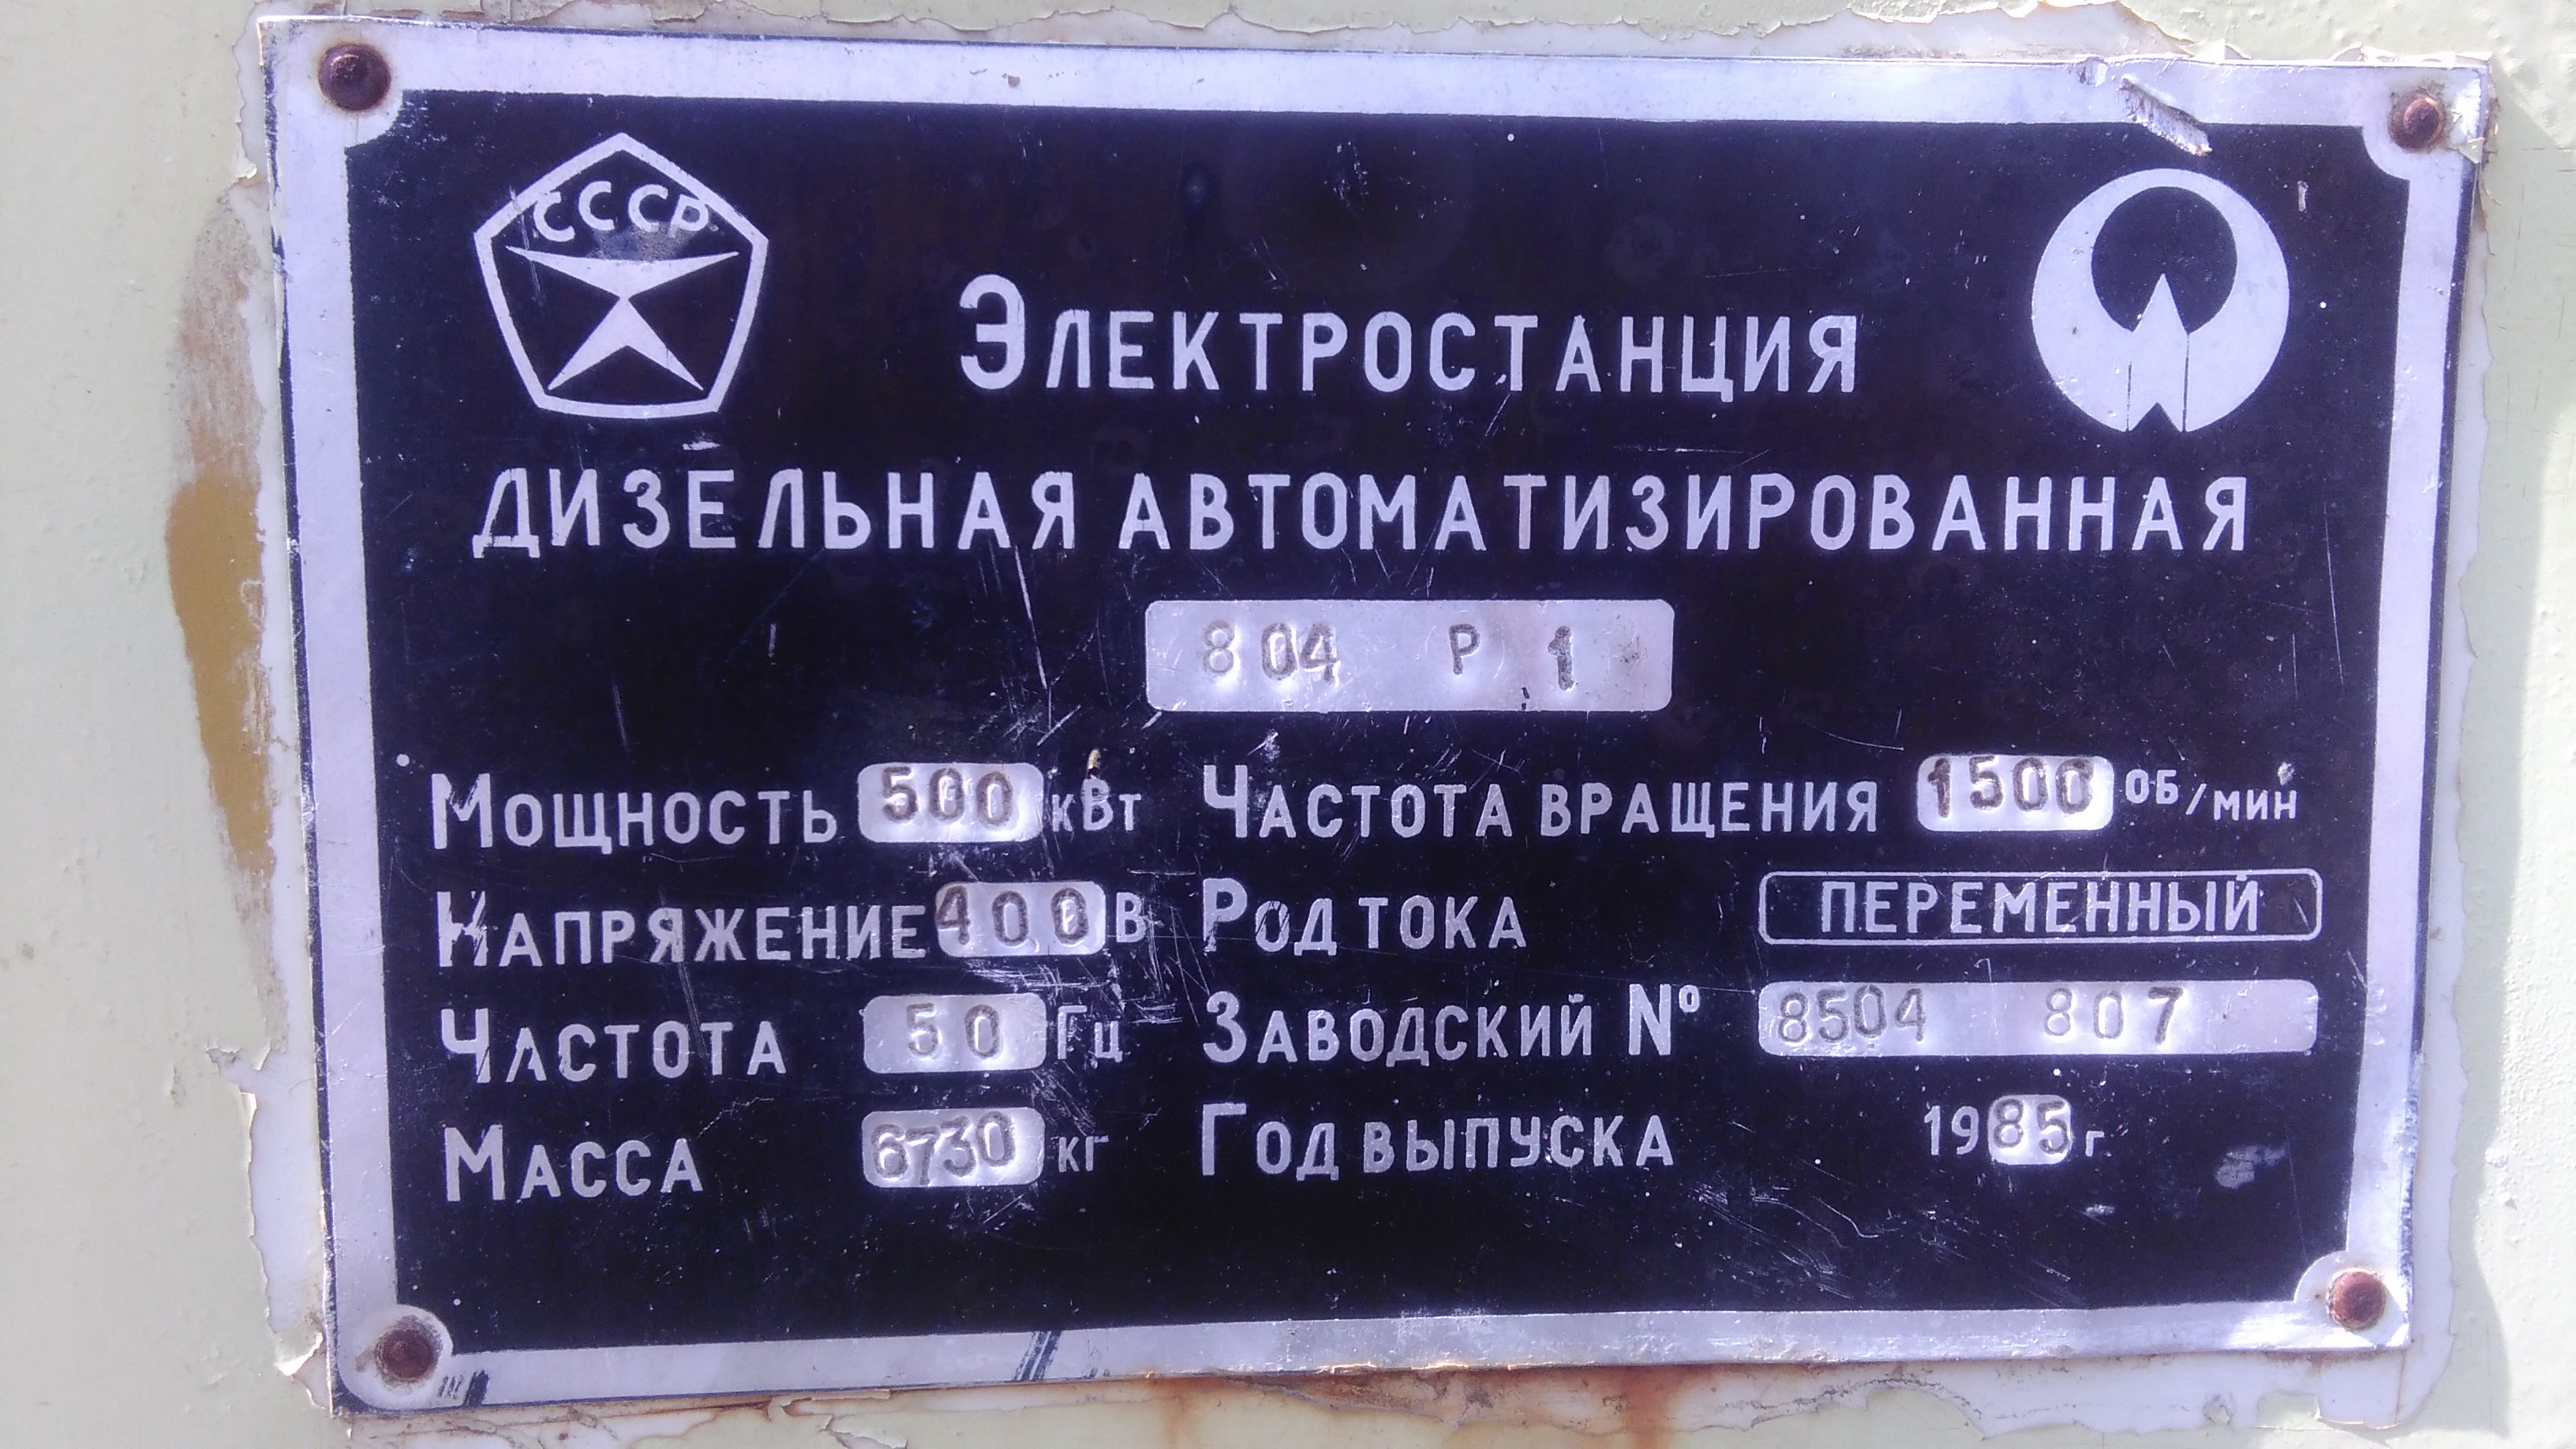 СССР
Электростанция
дизельная автоматизированная
804 Р 1
Мощность 500 кВт Частота вращения 1500 об/мин
Напряжение 400 В Род тока ПЕРЕМЕННЫЙ
Частота 50 Гц Заводский № 8504 807
Масса 6730 кг Год выпуска 1985 г.